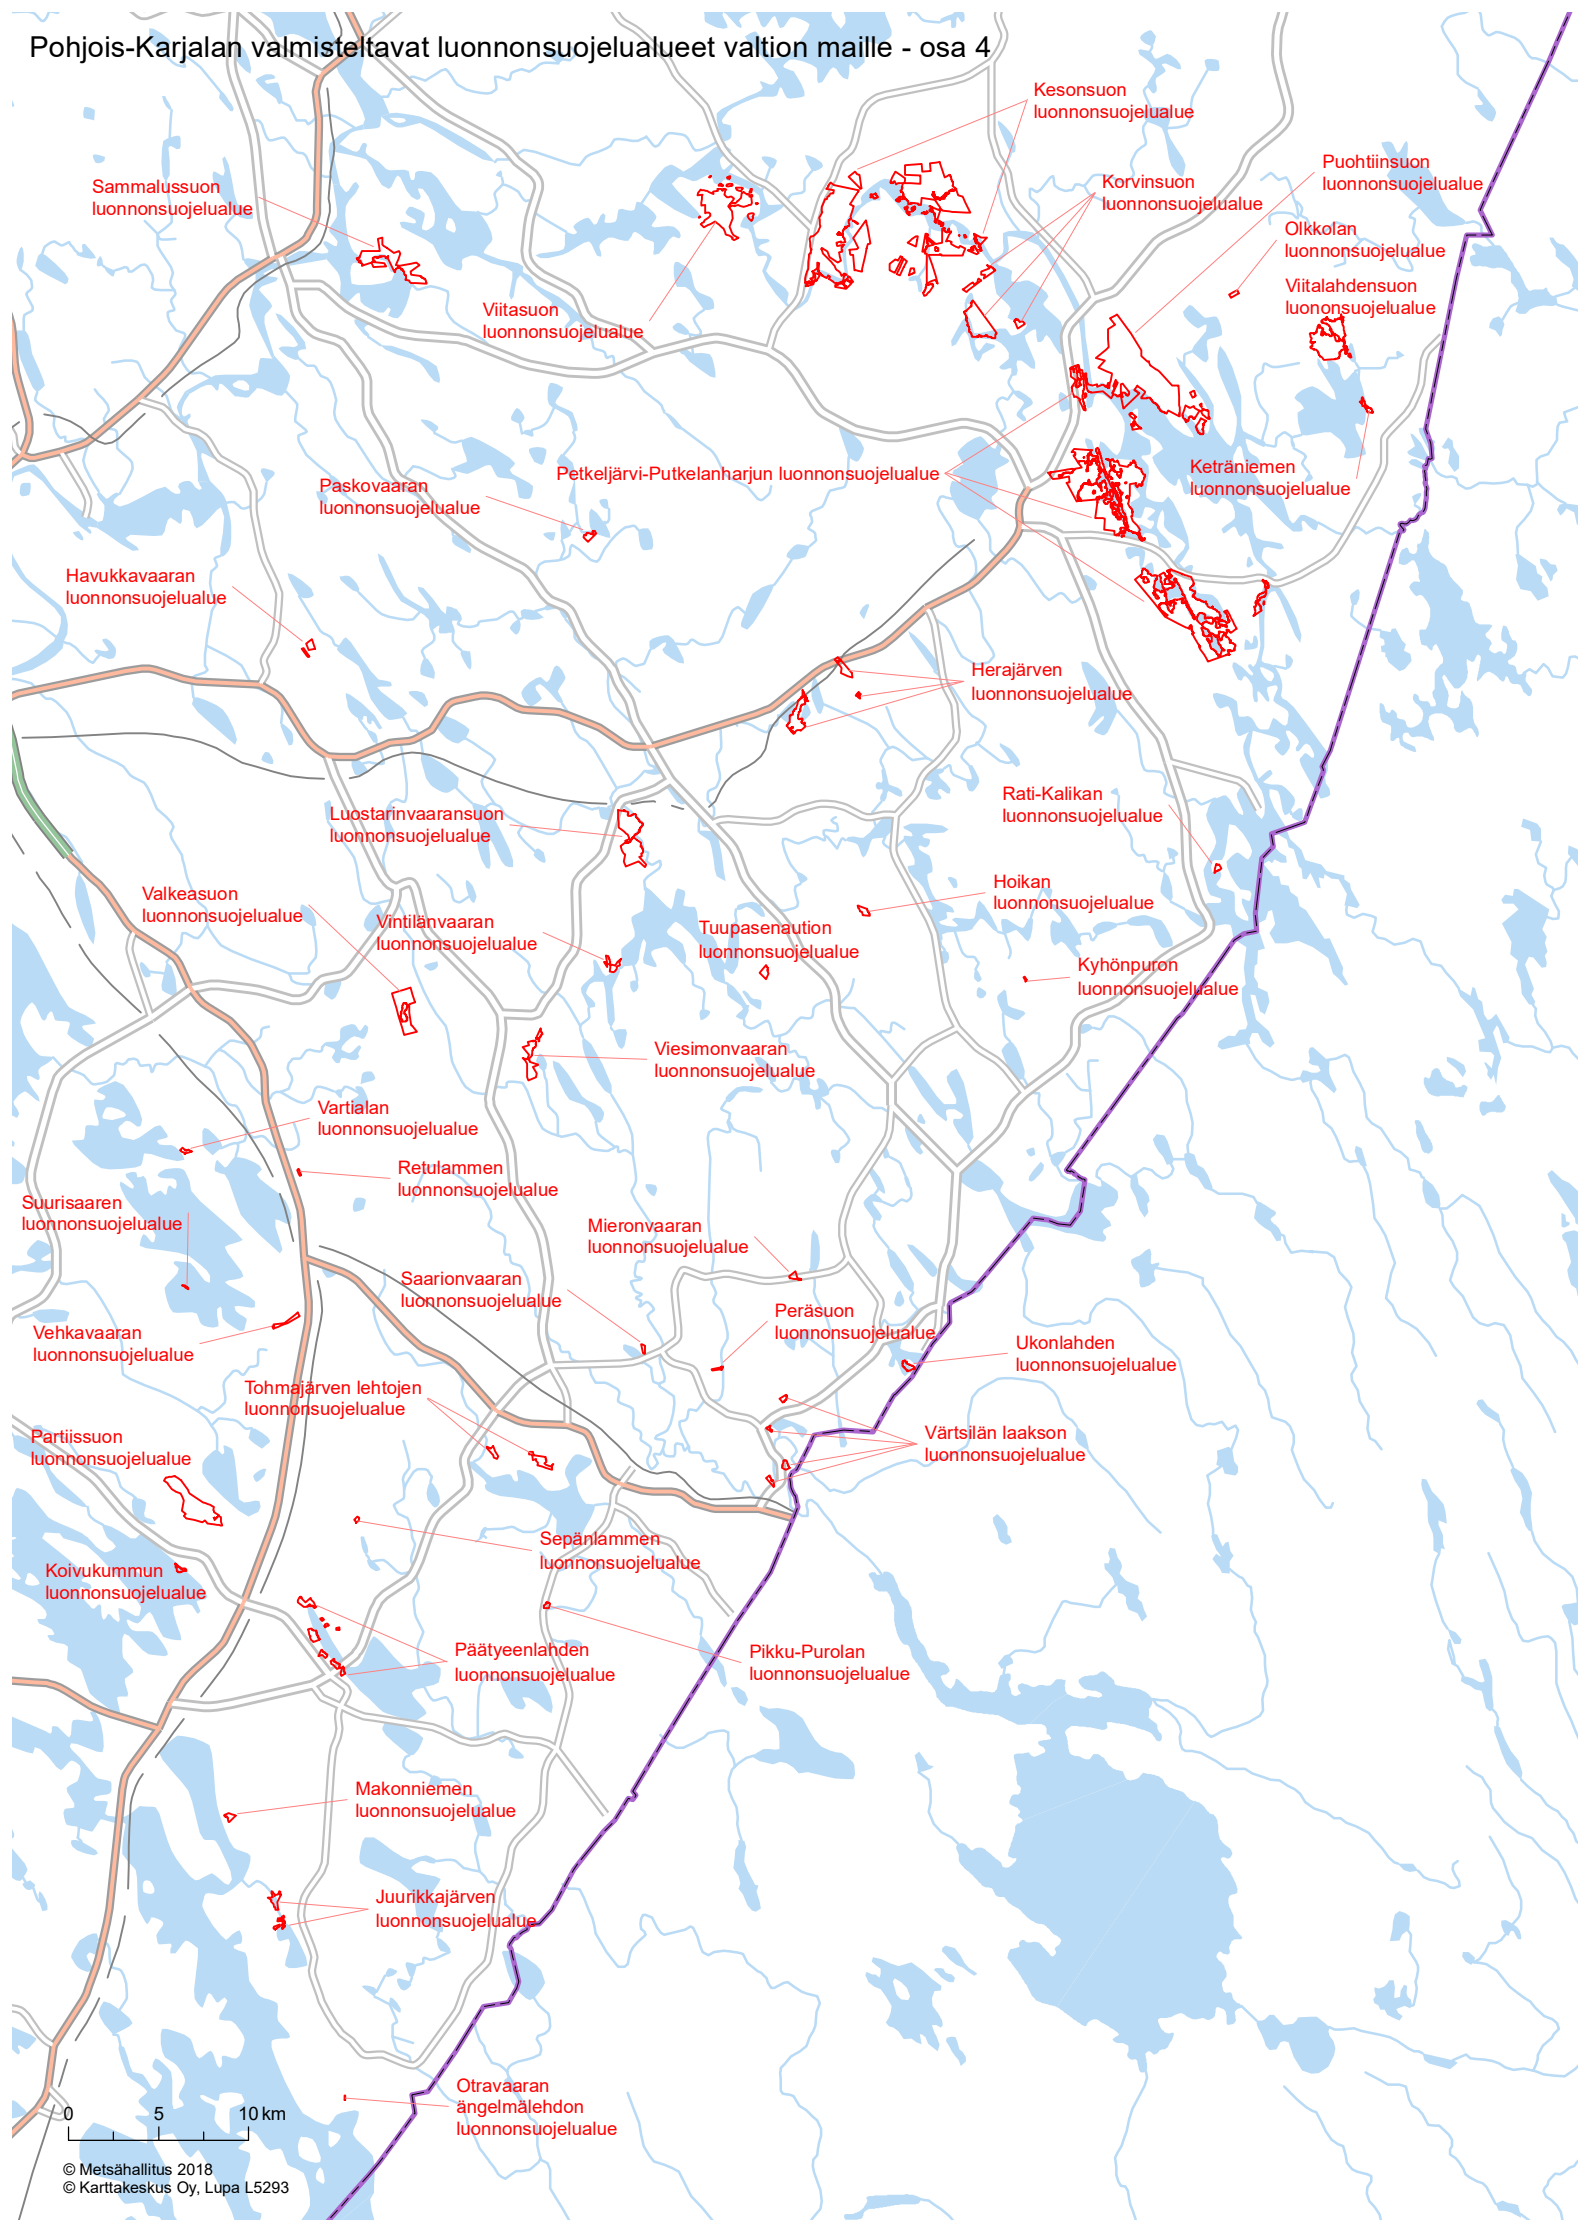 Pohjois-Karjalan valmisteltavat luonnonsuojelualueet valtion maille - osa 4
Kesonsuon
luonnonsuojelualue
Puohtiinsuon
luonnonsuojelualue
Sammalussuon
luonnonsuojelualue
Korvinsuon
luonnonsuojelualue
Olkkolan
luonnonsuojelualue
Viitalahdensuon
luononsuojelualue
Viitasuon
luonnonsuojelualue
Petkeljärvi-Putkelanharjun luonnonsuojelualue
Keträniemen
luonnonsuojelualue
Paskovaaran
luonnonsuojelualue
Havukkavaaran
luonnonsuojelualue
Herajärven
luonnonsuojelualue
Rati-Kalikan
luonnonsuojelualue
Luostarinvaaransuon
luonnonsuojelualue
Hoikan
luonnonsuojelualue
Valkeasuon
luonnonsuojelualue
Vintilänvaaran
luonnonsuojelualue
Tuupasenaution
luonnonsuojelualue
Kyhönpuron
luonnonsuojelualue
Viesimonvaaran
luonnonsuojelualue
Vartialan
luonnonsuojelualue
Retulammen
luonnonsuojelualue
Suurisaaren
luonnonsuojelualue
Mieronvaaran
luonnonsuojelualue
Saarionvaaran
luonnonsuojelualue
Peräsuon
luonnonsuojelualue
Vehkavaaran
luonnonsuojelualue
Ukonlahden
luonnonsuojelualue
Tohmajärven lehtojen
luonnonsuojelualue
Partiissuon
luonnonsuojelualue
Värtsilän laakson
luonnonsuojelualue
Sepänlammen
luonnonsuojelualue
Koivukummun
luonnonsuojelualue
Päätyeenlahden
luonnonsuojelualue
Pikku-Purolan
luonnonsuojelualue
Makonniemen
luonnonsuojelualue
Juurikkajärven
luonnonsuojelualue
Otravaaran
ängelmälehdon
luonnonsuojelualue
0 5 10 km
© Metsähallitus 2018
© Karttakeskus Oy, Lupa L5293